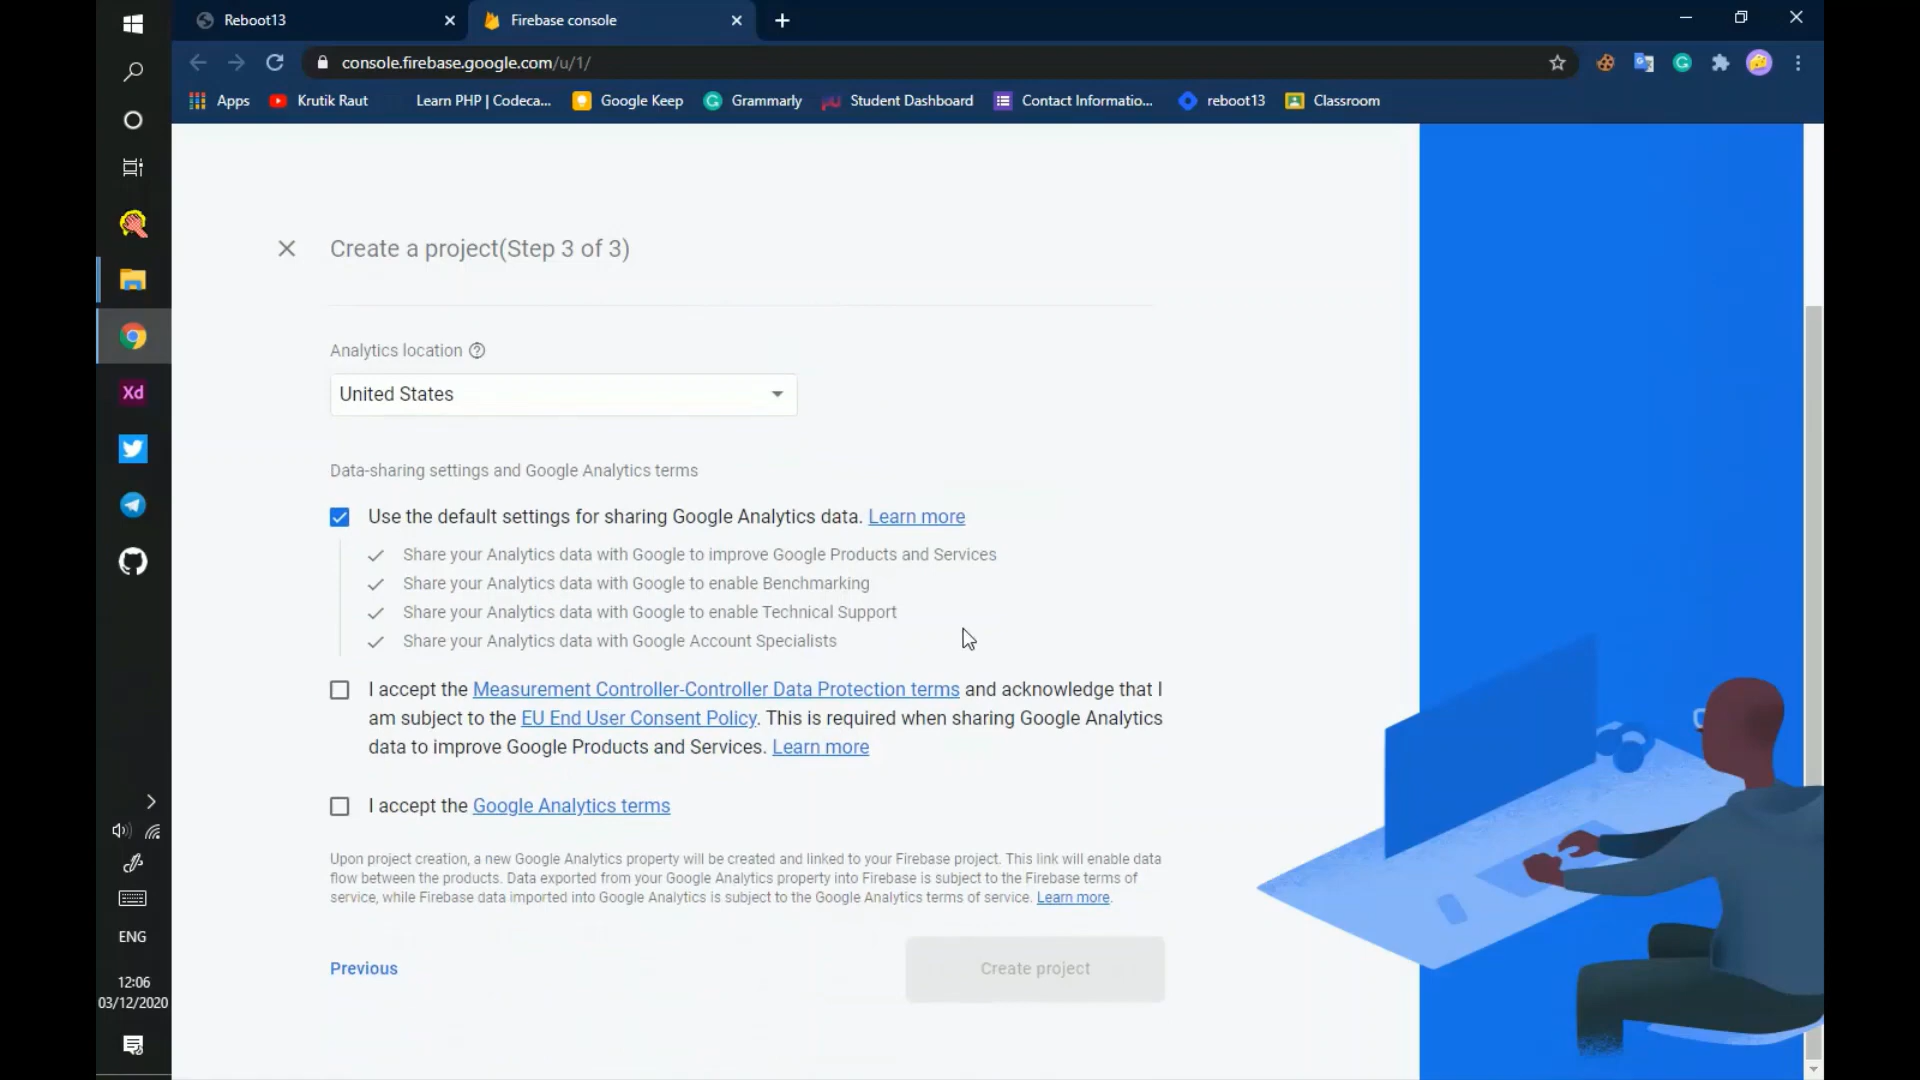 Reboot13
Firebase console
console.firebase.google.com/u/1/
Apps
Krutik Raut
Learn PHP | Codeca...
Google Keep
Grammarly
Student Dashboard
Contact Informatio...
reboot13
Classroom
Create a project(Step 3 of 3)
Analytics location
United States
Data-sharing settings and Google Analytics terms
Use the default settings for sharing Google Analytics data. Learn more
Share your Analytics data with Google to improve Google Products and Services
Share your Analytics data with Google to enable Benchmarking
Share your Analytics data with Google to enable Technical Support
Share your Analytics data with Google Account Specialists
I accept the Measurement Controller-Controller Data Protection terms and acknowledge that I
am subject to the EU End User Consent Policy. This is required when sharing Google Analytics
data to improve Google Products and Services. Learn more
I accept the Google Analytics terms
Upon project creation, a new Google Analytics property will be created and linked to your Firebase project. This link will enable data
flow between the products. Data exported from your Google Analytics property into Firebase is subject to the Firebase terms of
service, while Firebase data imported into Google Analytics is subject to the Google Analytics terms of service. Learn more.
Previous
Create project
Xd
ENG
12:06
03/12/2020